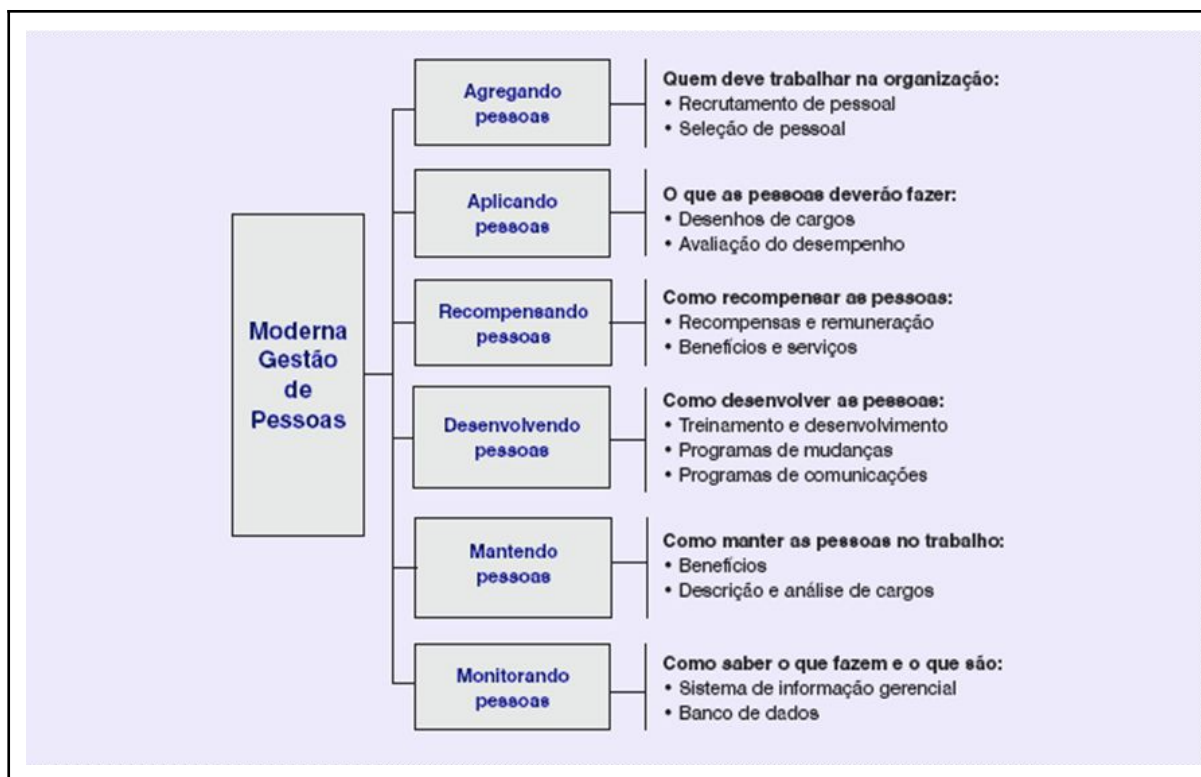 Moderna
Gestão
de
Pessoas
Agregando
pessoas
Quem deve trabalhar na organização:
• Recrutamento de pessoal
• Seleção de pessoal
Aplicando
pessoas
O que as pessoas deverão fazer:
• Desenhos de cargos
• Avaliação do desempenho
Recompensando
pessoas
Como recompensar as pessoas:
• Recompensas e remuneração
• Benefícios e serviços
Desenvolvendo
pessoas
Como desenvolver as pessoas:
• Treinamento e desenvolvimento
• Programas de mudanças
• Programas de comunicações
Mantendo
pessoas
Como manter as pessoas no trabalho:
• Benefícios
• Descrição e análise de cargos
Monitorando
pessoas
Como saber o que fazem e o que são:
• Sistema de informação gerencial
• Banco de dados